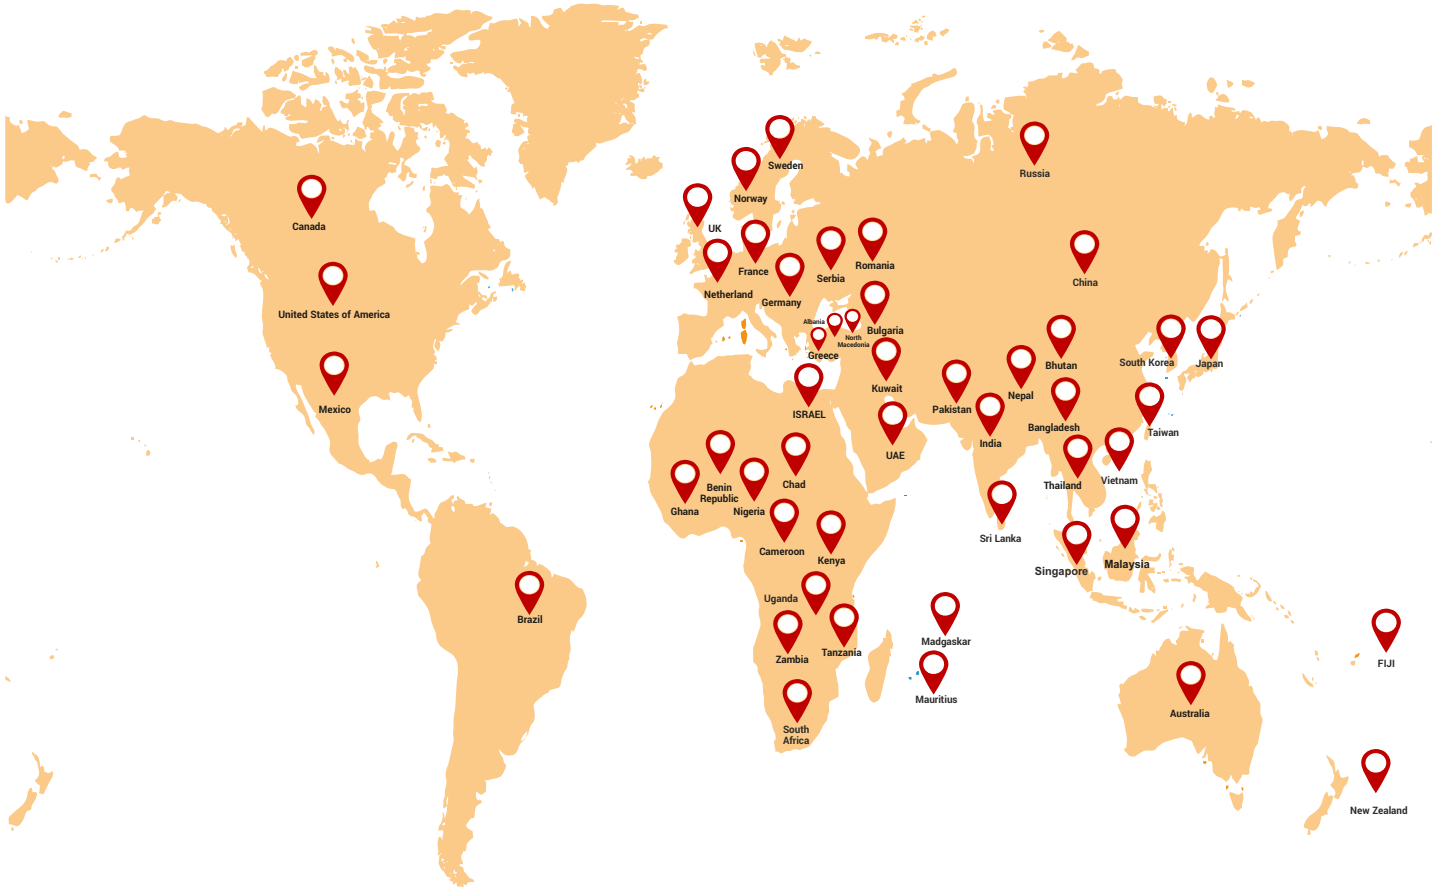 Sweden
Russia
Norway
Canada
UK
France
Romania
Serbia
China
Netherland
Germany
United States of America
Albania
Bulgaria
North
Macedonia
Greece
South Korea
Japan
Bhutan
Kuwait
Nepal
Mexico
ISRAEL
Pakistan
India
Bangladesh
Taiwan
UAE
Chad
Benin
Republic
Thailand
Vietnam
Ghana
Nigeria
Sri Lanka
Cameroon
Kenya
Singapore
Malaysia
Uganda
Brazil
Madgaskar
Tanzania
Zambia
FIJI
Mauritius
Australia
South
Africa
New Zealand